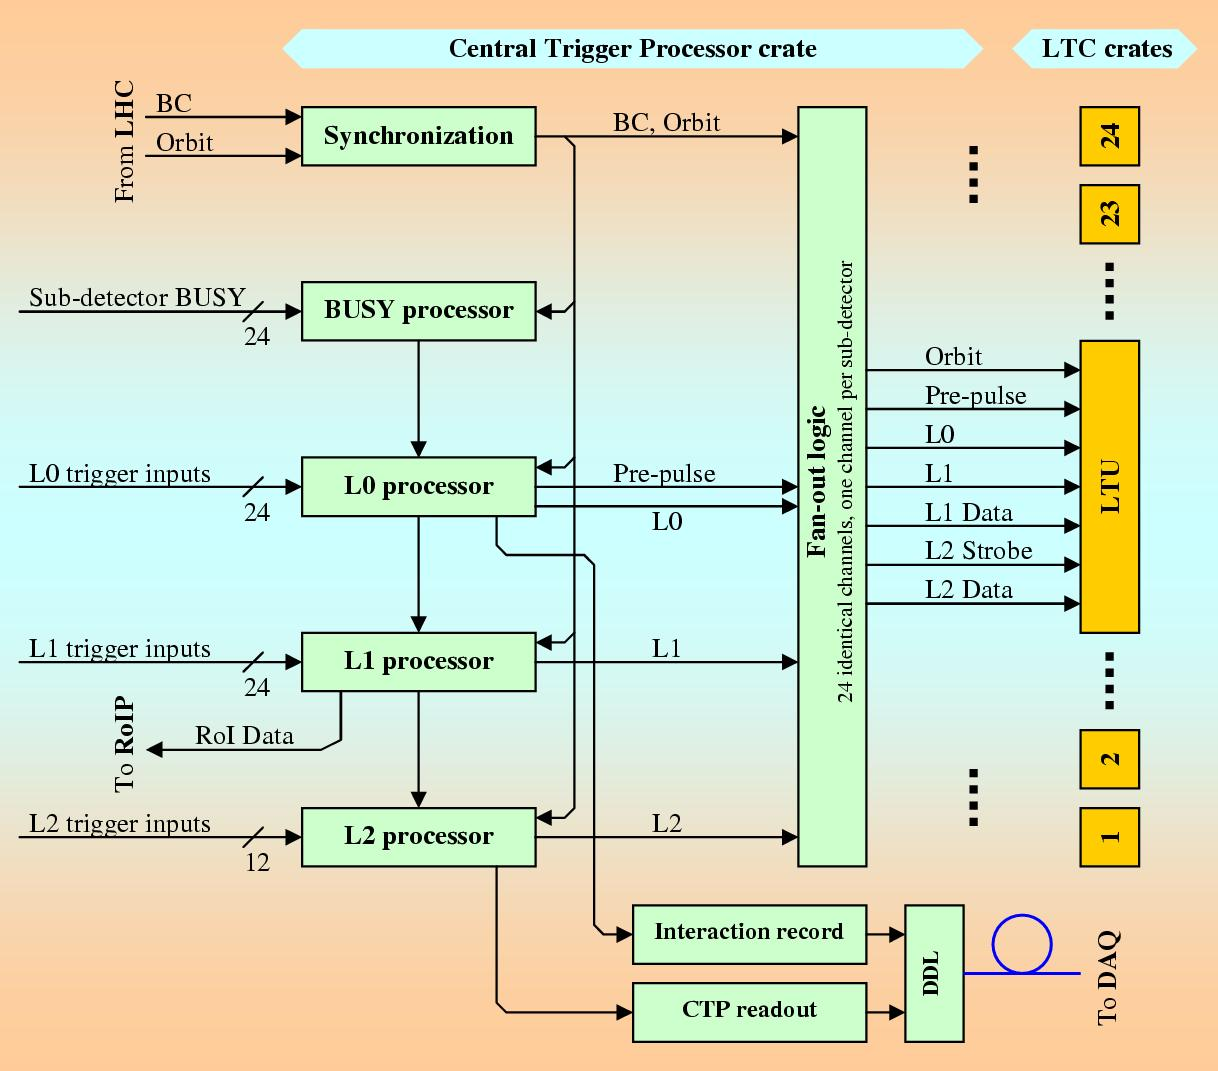 Central Trigger Processor crate
LTC crates
From LHC
BC
Orbit
Synchronization
BC, Orbit
24
23
Sub-detector BUSY
24
BUSY processor
Fan-out logic
24 identical channels, one channel per sub-detector
Orbit
Pre-pulse
L0
L1
L1 Data
L2 Strobe
L2 Data
LTU
L0 trigger inputs
24
L0 processor
Pre-pulse
L0
L1 trigger inputs
24
L1 processor
L1
To RoIP
RoI Data
2
L2 trigger inputs
12
L2 processor
L2
1
Interaction record
CTP readout
DDL
To DAQ